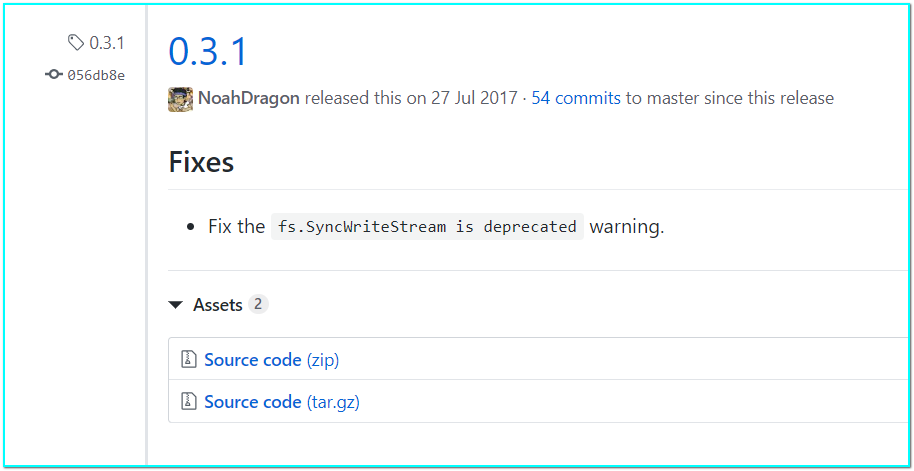 0.3.1
056db8e
0.3.1
NoahDragon released this on 27 Jul 2017 · 54 commits to master since this release
Fixes
• Fix the fs.SyncWriteStream is deprecated warning.
Assets 2
Source code (zip)
Source code (tar.gz)